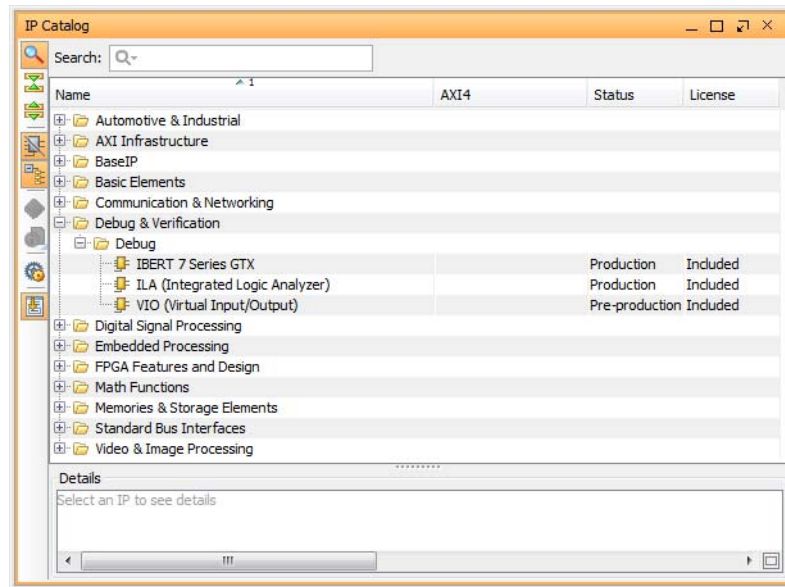 IP Catalog
Search:
Name 1 AXI4 Status License
Automotive & Industrial
AXI Infrastructure
BaseIP
Basic Elements
Communication & Networking
Debug & Verification
Debug
IBERT 7 Series GTX Production Included
ILA (Integrated Logic Analyzer) Production Included
VIO (Virtual Input/Output) Pre-production Included
Digital Signal Processing
Embedded Processing
FPGA Features and Design
Math Functions
Memories & Storage Elements
Standard Bus Interfaces
Video & Image Processing
Details
Select an IP to see details